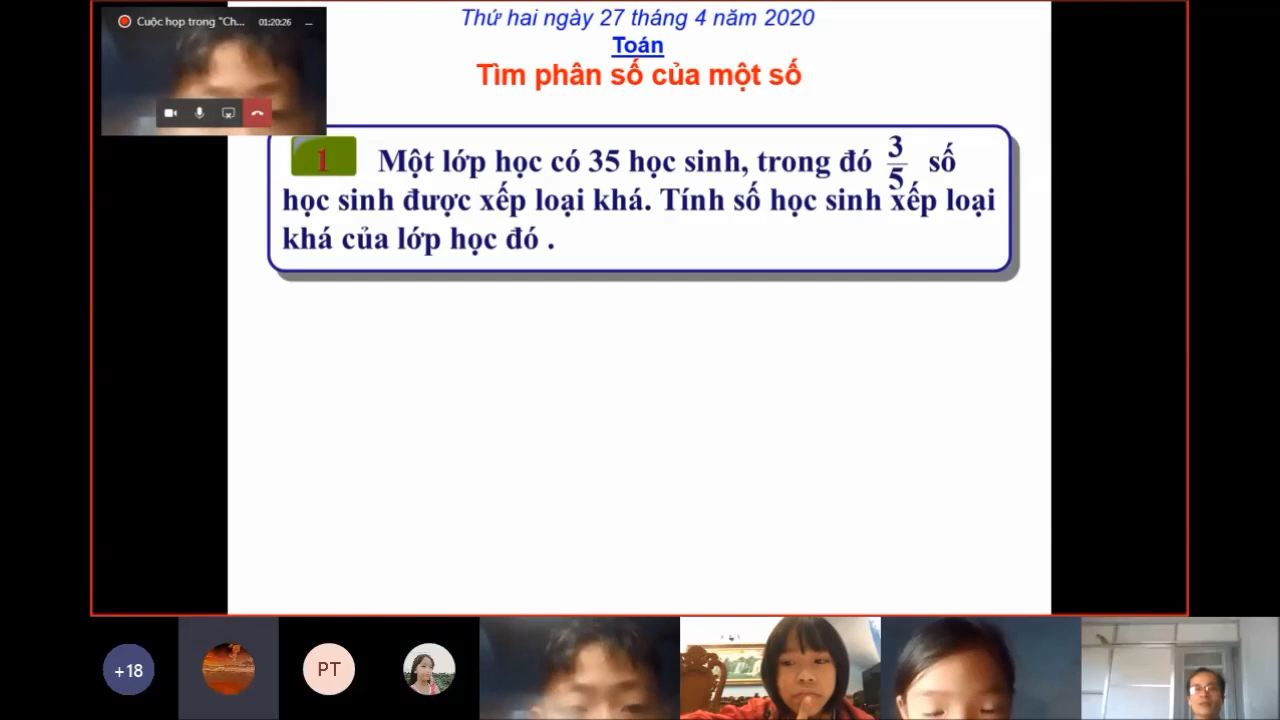 Cuộc họp trong "Ch... 01:20:26
Thứ hai ngày 27 tháng 4 năm 2020
Toán
Tìm phân số của một số
1 Một lớp học có 35 học sinh, trong đó 3/5 số
học sinh được xếp loại khá. Tính số học sinh xếp loại
khá của lớp học đó .
+18
PT